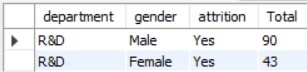 department gender attrition Total
R&D Male Yes 90
R&D Female Yes 43